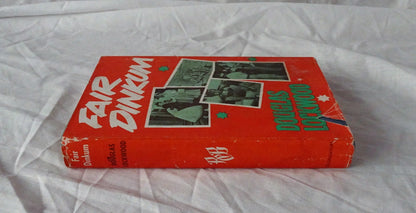 FAIR
DINKUM
DOUGLAS
LOCKWOOD
Fair
Dinkum
DOUGLAS
LOCKWOOD